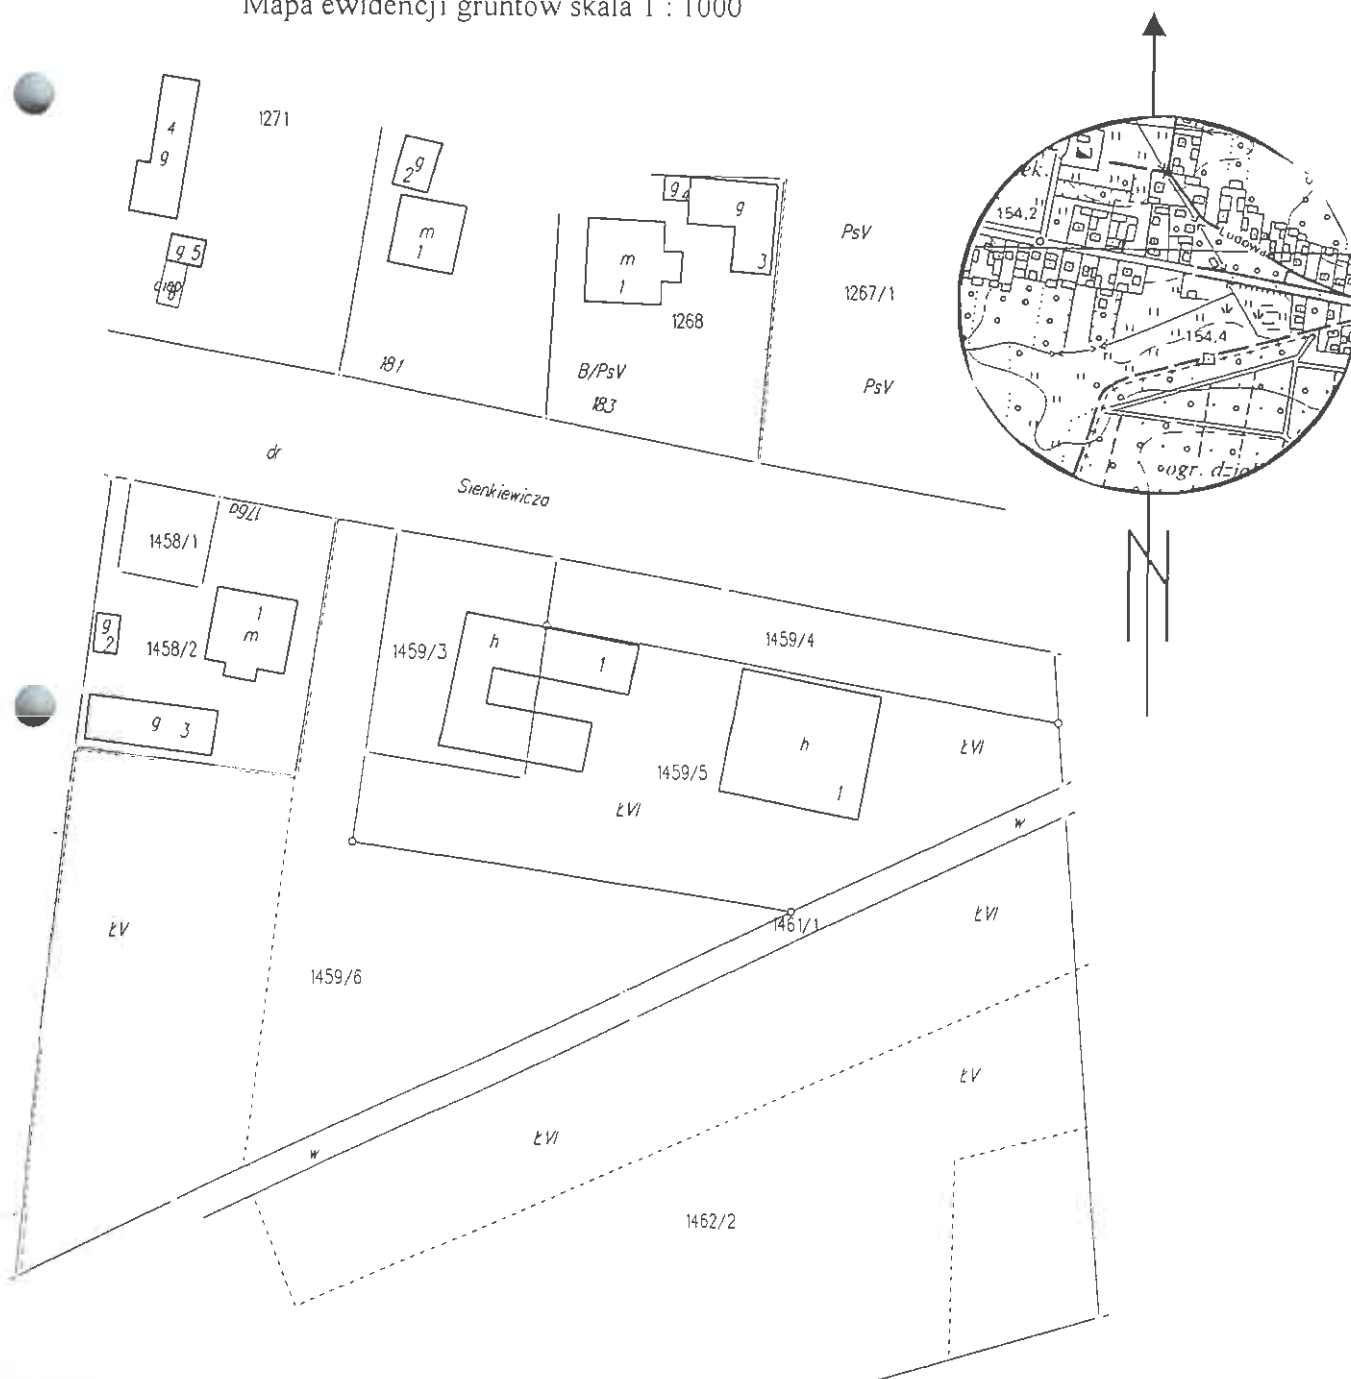 Mapa ewidencji gruntów skala 1 : 1000
4
g
1271
g
2
m
1
g 4
g
3
m
1
PsV
1267/1
1268
g 5
181
B/PsV
183
PsV
dr
Sienkiewicza
ek.
154,2
Ludowa
154,4
ogr. dział
N
1458/1
176a
1
m
g
2
1458/2
g 3
1459/3
h
1
1459/4
h
1
ŁVI
1459/5
ŁVI
w
1461/1
ŁVI
ŁV
1459/6
ŁV
ŁVI
w
1462/2